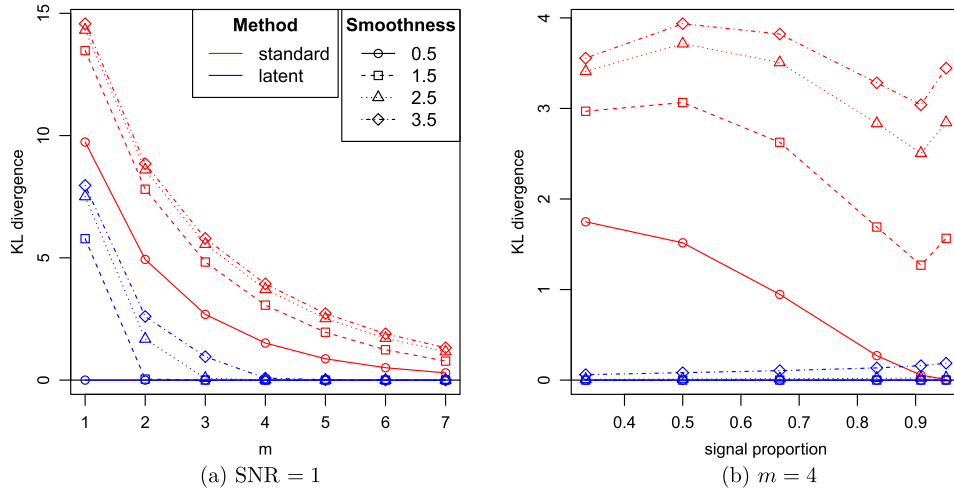 Method
standard
latent
Smoothness
0.5
1.5
2.5
3.5
KL divergence
0 5 10 15
1 2 3 4 5 6 7
m
(a) SNR = 1
KL divergence
0 1 2 3 4
0.4 0.5 0.6 0.7 0.8 0.9
signal proportion
(b) m = 4